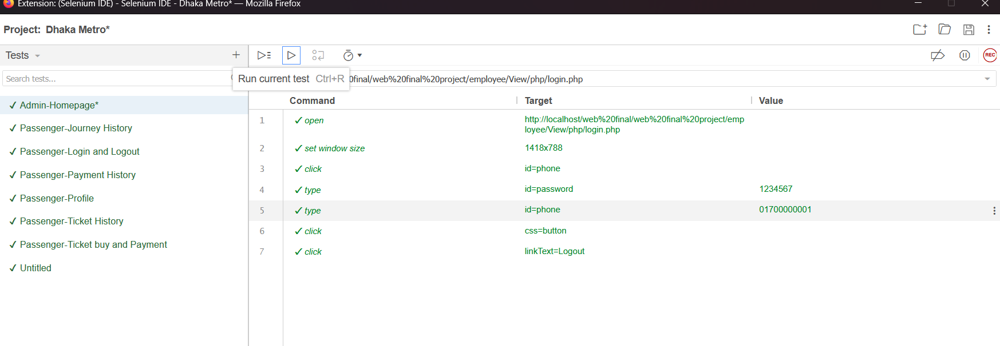 Extension: (Selenium IDE) - Selenium IDE - Dhaka Metro* — Mozilla Firefox
Project: Dhaka Metro*
Tests
REC
Search tests...
Run current test Ctrl+R
0final/web%20final%20project/employee/View/php/login.php
Command Target Value
✓ Admin-Homepage*
✓ Passenger-Journey History
✓ Passenger-Login and Logout
✓ Passenger-Payment History
✓ Passenger-Profile
✓ Passenger-Ticket History
✓ Passenger-Ticket buy and Payment
✓ Untitled
1 ✓ open http://localhost/web%20final/web%20final%20project/emp
loyee/View/php/login.php
2 ✓ set window size 1418x788
3 ✓ click id=phone
4 ✓ type id=password 1234567
5 ✓ type id=phone 01700000001
6 ✓ click css=button
7 ✓ click linkText=Logout